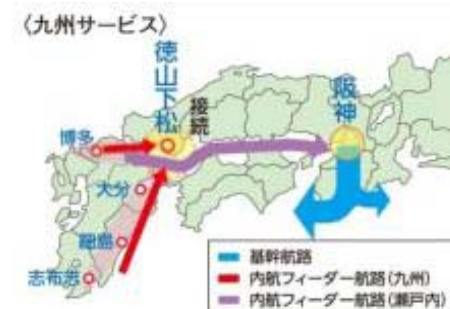 〈九州サービス〉
徳山下松
接続
阪神
博多
大分
細島
志布志
基幹航路
内航フィーダー航路(九州)
内航フィーダー航路(瀬戸内)